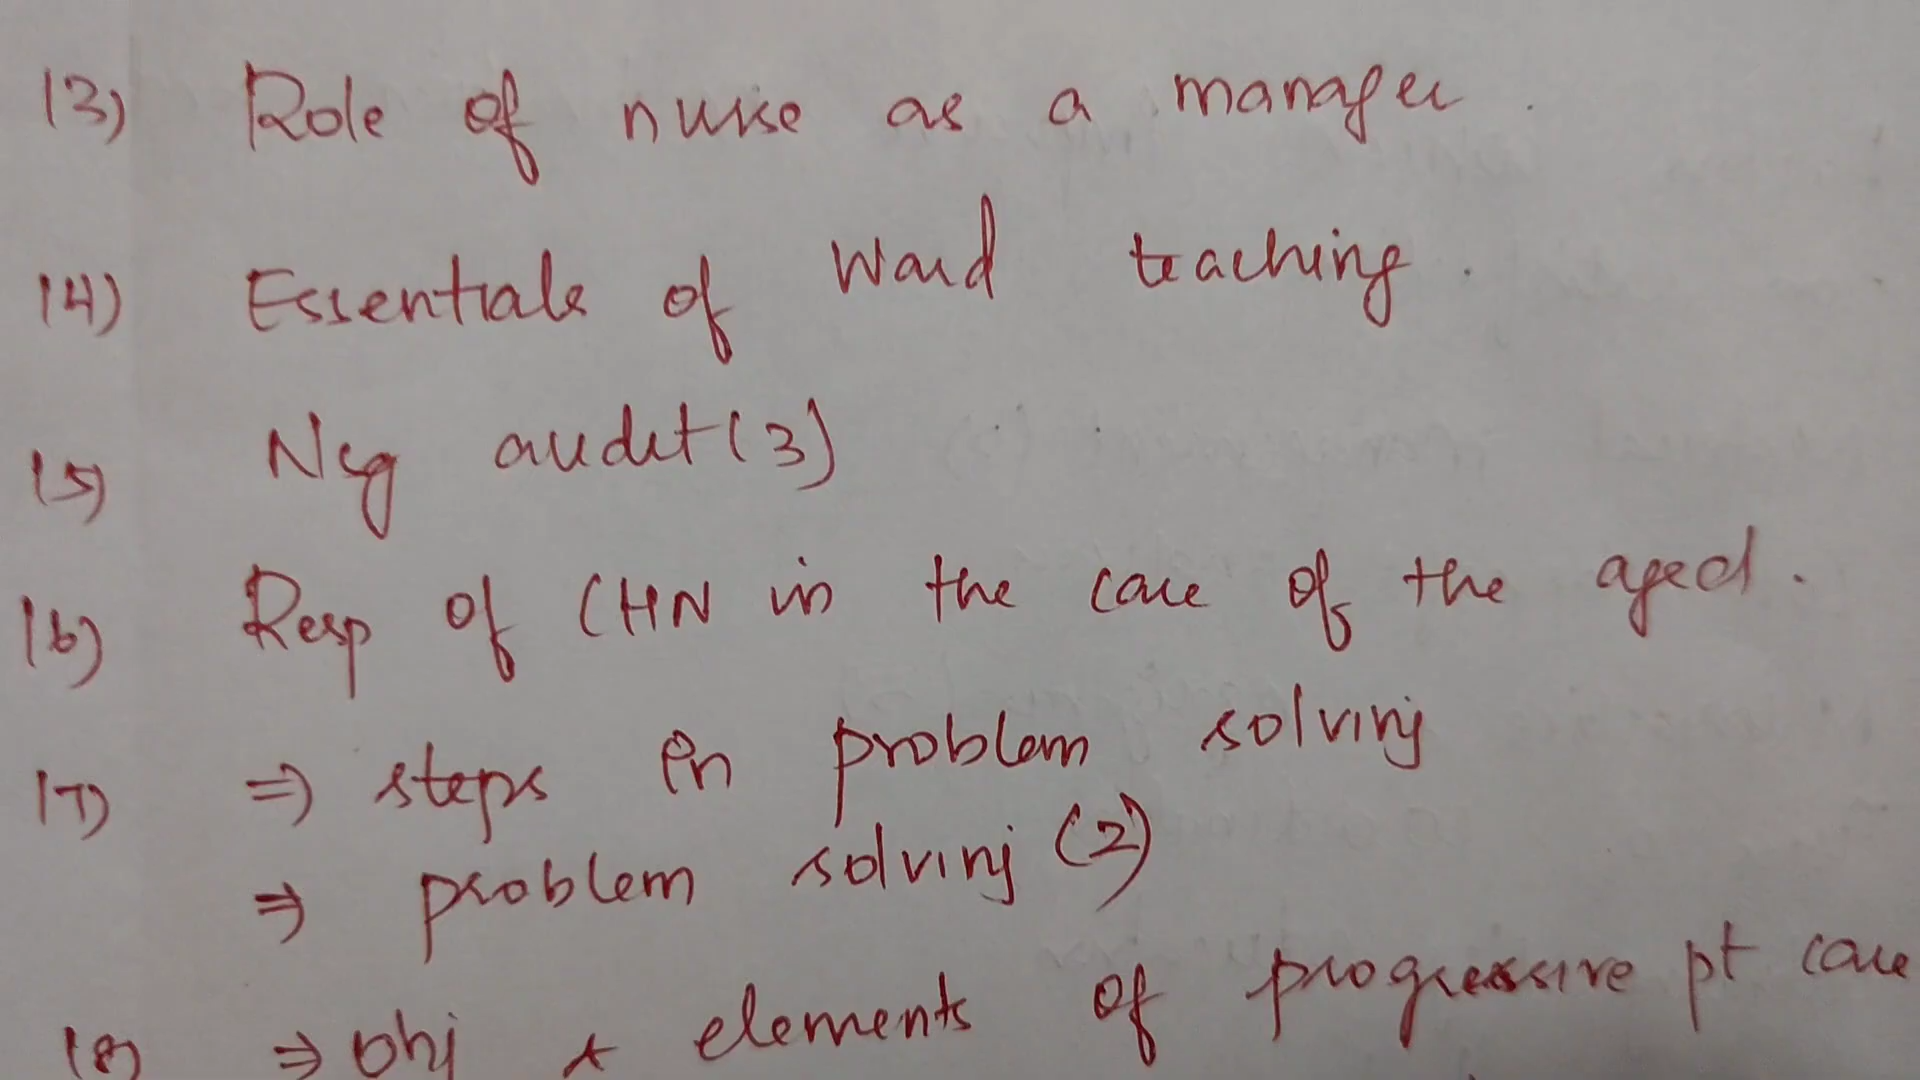 13) Role of nurse as a manager.
14) Essentials of Ward teaching.
15) Nsg audit (3)
16) Resp of CHN in the care of the aged.
17) ⇒ steps in problem solving
⇒ problem solving (2)
18) ⇒ obj & elements of progressive pt care